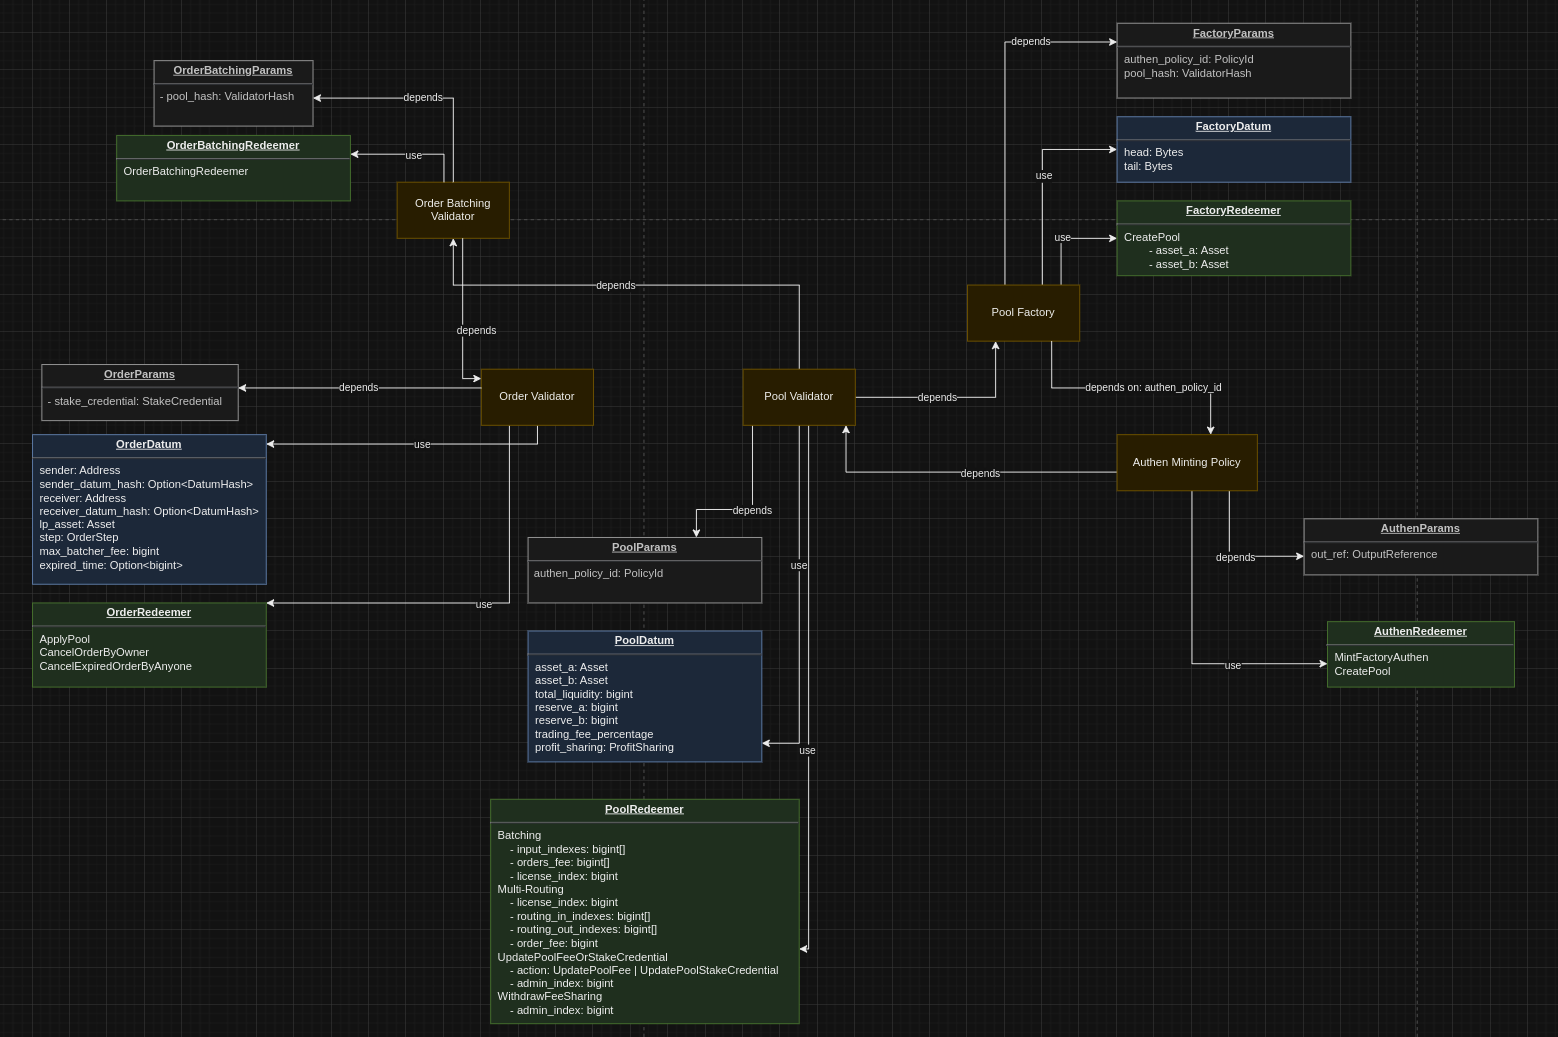 OrderBatchingParams
- pool_hash: ValidatorHash
depends
OrderBatchingRedeemer
OrderBatchingRedeemer
use
Order Batching
Validator
depends
depends
FactoryParams
authen_policy_id: PolicyId
pool_hash: ValidatorHash
depends
FactoryDatum
head: Bytes
tail: Bytes
use
FactoryRedeemer
CreatePool
- asset_a: Asset
- asset_b: Asset
use
Pool Factory
depends on: authen_policy_id
OrderParams
- stake_credential: StakeCredential
depends
Order Validator
OrderDatum
sender: Address
sender_datum_hash: Option<DatumHash>
receiver: Address
receiver_datum_hash: Option<DatumHash>
lp_asset: Asset
step: OrderStep
max_batcher_fee: bigint
expired_time: Option<bigint>
use
OrderRedeemer
ApplyPool
CancelOrderByOwner
CancelExpiredOrderByAnyone
use
Pool Validator
depends
depends
depends
PoolParams
authen_policy_id: PolicyId
use
PoolDatum
asset_a: Asset
asset_b: Asset
total_liquidity: bigint
reserve_a: bigint
reserve_b: bigint
trading_fee_percentage
profit_sharing: ProfitSharing
use
PoolRedeemer
Batching
- input_indexes: bigint[]
- orders_fee: bigint[]
- license_index: bigint
Multi-Routing
- license_index: bigint
- routing_in_indexes: bigint[]
- routing_out_indexes: bigint[]
- order_fee: bigint
UpdatePoolFeeOrStakeCredential
- action: UpdatePoolFee | UpdatePoolStakeCredential
- admin_index: bigint
WithdrawFeeSharing
- admin_index: bigint
Authen Minting Policy
AuthenParams
out_ref: OutputReference
depends
AuthenRedeemer
MintFactoryAuthen
CreatePool
use